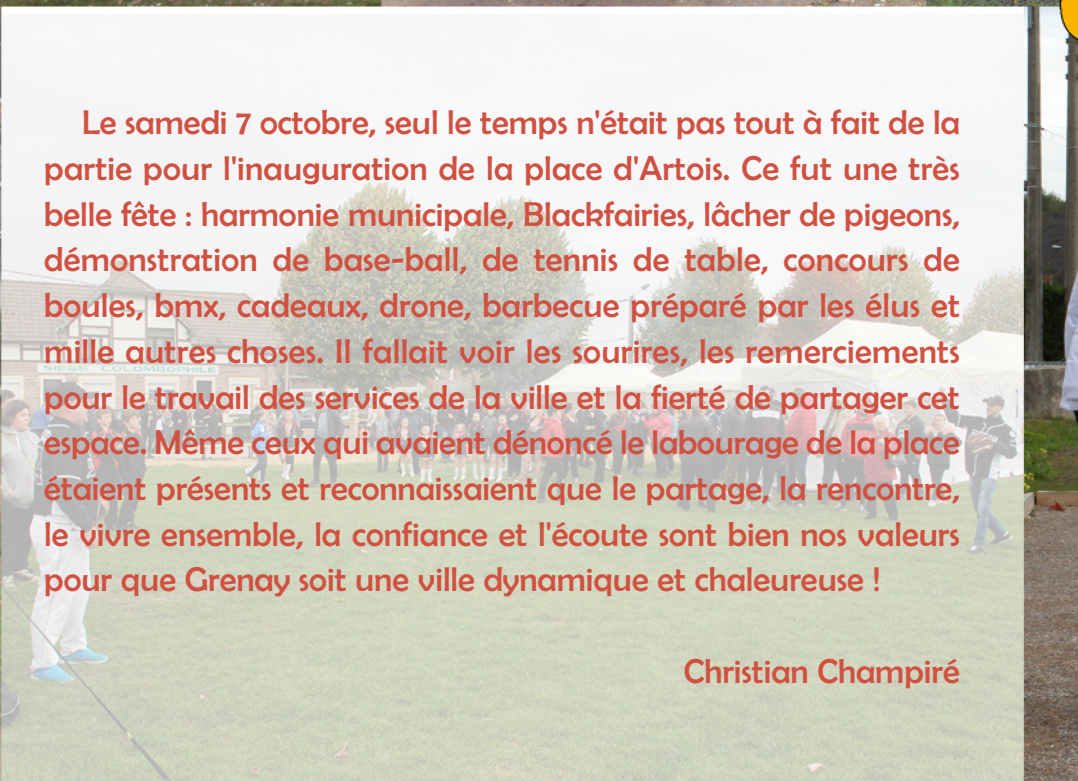 Le samedi 7 octobre, seul le temps n'était pas tout à fait de la
partie pour l'inauguration de la place d'Artois. Ce fut une très
belle fête : harmonie municipale, Blackfairies, lâcher de pigeons,
démonstration de base-ball, de tennis de table, concours de
boules, bmx, cadeaux, drone, barbecue préparé par les élus et
mille autres choses. Il fallait voir les sourires, les remerciements
SIEGE COLOMBOPHILE
pour le travail des services de la ville et la fierté de partager cet
espace. Même ceux qui avaient dénoncé le labourage de la place
étaient présents et reconnaissaient que le partage, la rencontre,
le vivre ensemble, la confiance et l'écoute sont bien nos valeurs
pour que Grenay soit une ville dynamique et chaleureuse !
Christian Champiré